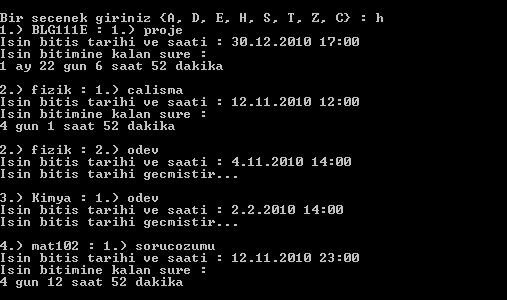 Bir secenek giriniz {A, D, E, H, S, T, Z, C} : h
1.) BLG111E : 1.) proje
Isin bitis tarihi ve saati : 30.12.2010 17:00
Isin bitimine kalan sure :
1 ay 22 gun 6 saat 52 dakika
2.) fizik : 1.) calisma
Isin bitis tarihi ve saati : 12.11.2010 12:00
Isin bitimine kalan sure :
4 gun 1 saat 52 dakika
2.) fizik : 2.) odev
Isin bitis tarihi ve saati : 4.11.2010 14:00
Isin bitis tarihi gecmistir...
3.) Kimya : 1.) odev
Isin bitis tarihi ve saati : 2.2.2010 14:00
Isin bitis tarihi gecmistir...
4.) mat102 : 1.) sorucozumu
Isin bitis tarihi ve saati : 12.11.2010 23:00
Isin bitimine kalan sure :
4 gun 12 saat 52 dakika